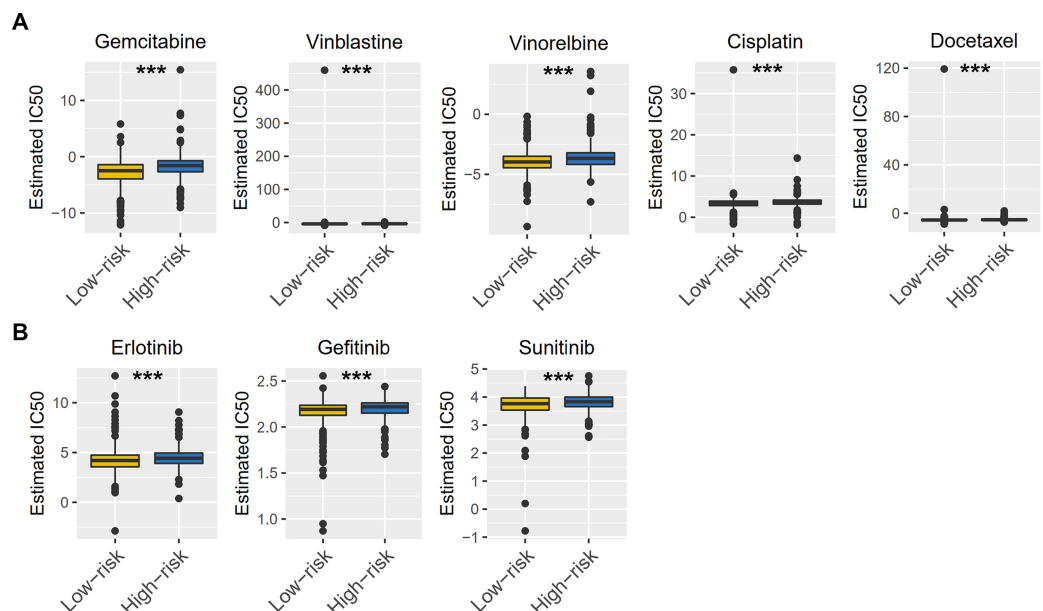 A
Gemcitabine
Estimated IC50
10
0
−10
***
Low−risk
High−risk
Vinblastine
Estimated IC50
400
300
200
100
0
***
Low−risk
High−risk
Vinorelbine
Estimated IC50
0
−5
***
Low−risk
High−risk
Cisplatin
Estimated IC50
30
20
10
0
***
Low−risk
High−risk
Docetaxel
Estimated IC50
120
80
40
0
***
Low−risk
High−risk
B
Erlotinib
Estimated IC50
10
5
0
***
Low−risk
High−risk
Gefitinib
Estimated IC50
2.5
2.0
1.5
1.0
***
Low−risk
High−risk
Sunitinib
Estimated IC50
5
4
3
2
1
0
−1
***
Low−risk
High−risk